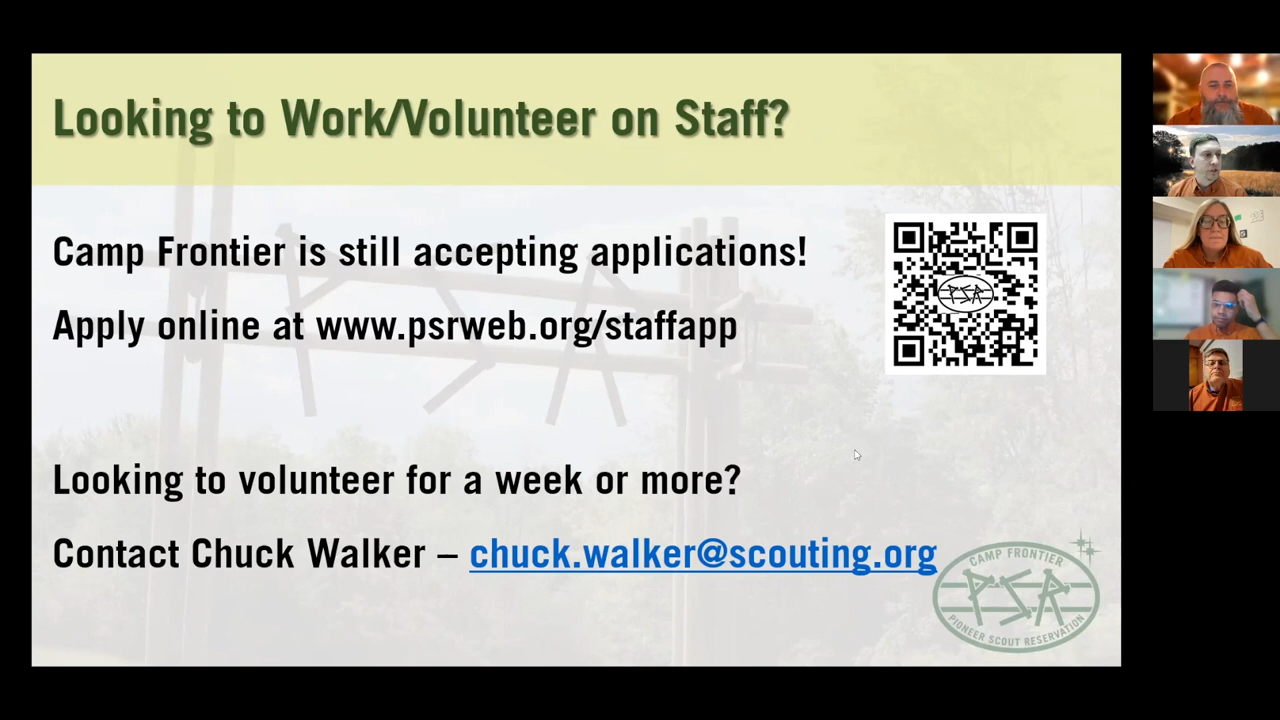 Looking to Work/Volunteer on Staff?
Camp Frontier is still accepting applications!
Apply online at www.psrweb.org/staffapp
PSR
Looking to volunteer for a week or more?
Contact Chuck Walker – chuck.walker@scouting.org
CAMP FRONTIER
PSR
PIONEER SCOUT RESERVATION